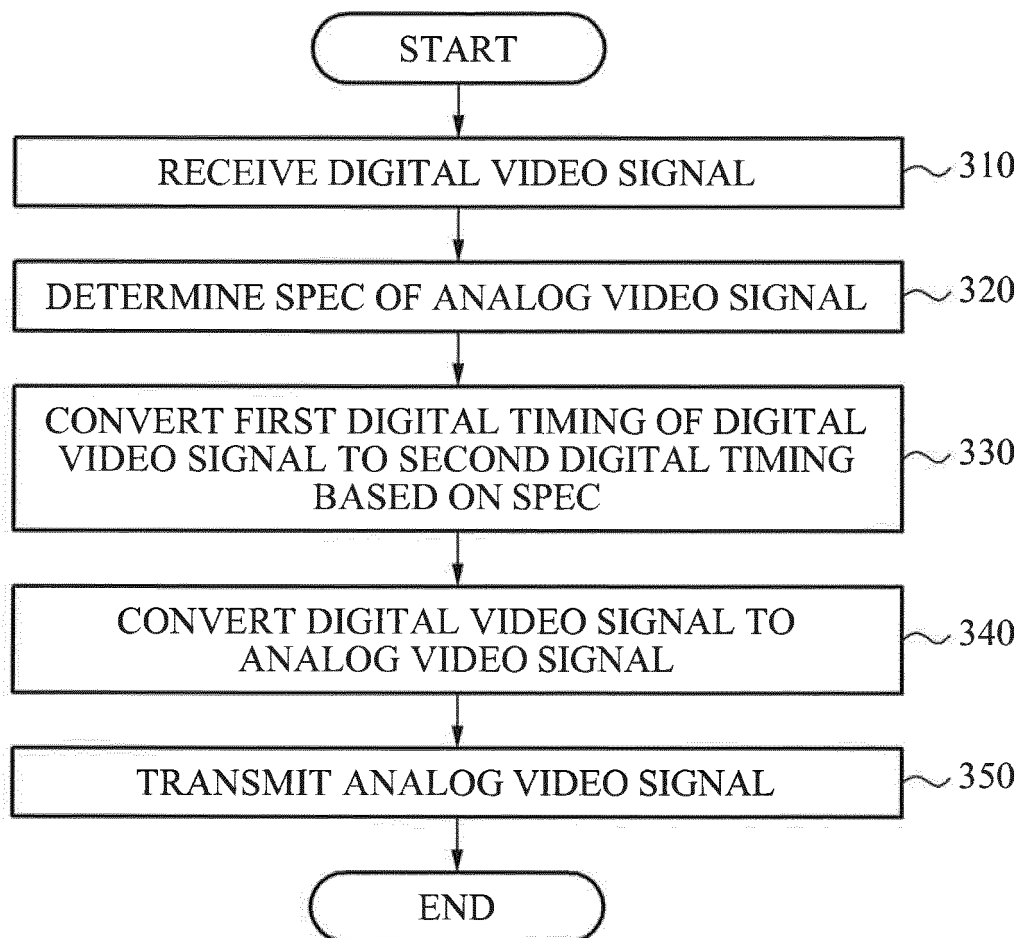 START
RECEIVE DIGITAL VIDEO SIGNAL
310
DETERMINE SPEC OF ANALOG VIDEO SIGNAL
320
CONVERT FIRST DIGITAL TIMING OF DIGITAL
VIDEO SIGNAL TO SECOND DIGITAL TIMING
BASED ON SPEC
330
CONVERT DIGITAL VIDEO SIGNAL TO
ANALOG VIDEO SIGNAL
340
TRANSMIT ANALOG VIDEO SIGNAL
350
END